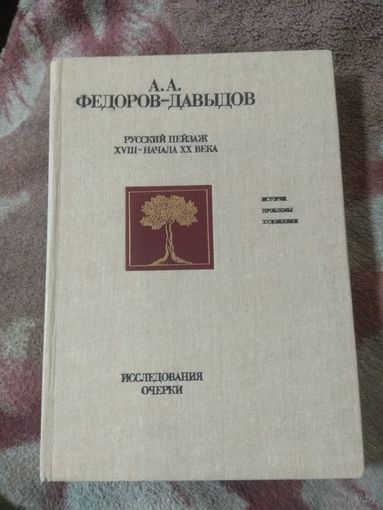 А.А.
ФЕДОРОВ-ДАВЫДОВ
РУССКИЙ ПЕЙЗАЖ
XVIII-НАЧАЛА XX ВЕКА
ИСТОРИЯ
ПРОБЛЕМЫ
ХУДОЖНИКИ
ИССЛЕДОВАНИЯ
ОЧЕРКИ